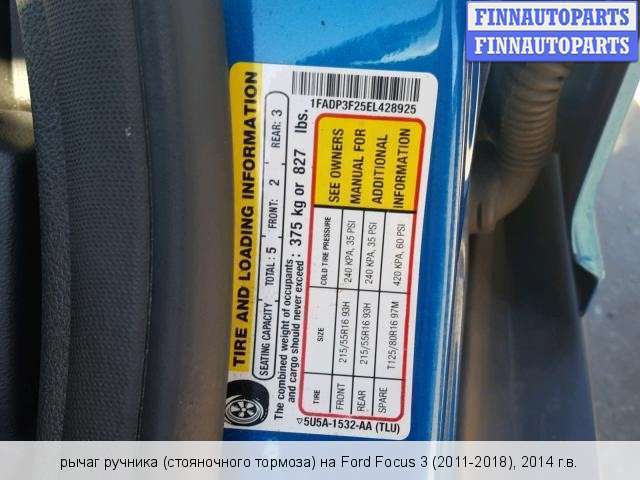 FINNAUTOPARTS
FINNAUTOPARTS
1FADP3F25EL428925
TIRE AND LOADING INFORMATION
SEATING CAPACITY TOTAL: 5 FRONT: 2 REAR: 3
The combined weight of occupants
and cargo should never exceed: 375 kg or 827 lbs.
TIRE SIZE COLD TIRE PRESSURE
FRONT 215/55R16 93H 240 KPA, 35 PSI
REAR 215/55R16 93H 240 KPA, 35 PSI
SPARE T125/80R16 97M 420 KPA, 60 PSI
SEE OWNERS
MANUAL FOR
ADDITIONAL
INFORMATION
5U5A-1532-AA (TLU)
рычаг ручника (стояночного тормоза) на Ford Focus 3 (2011-2018), 2014 г.в.